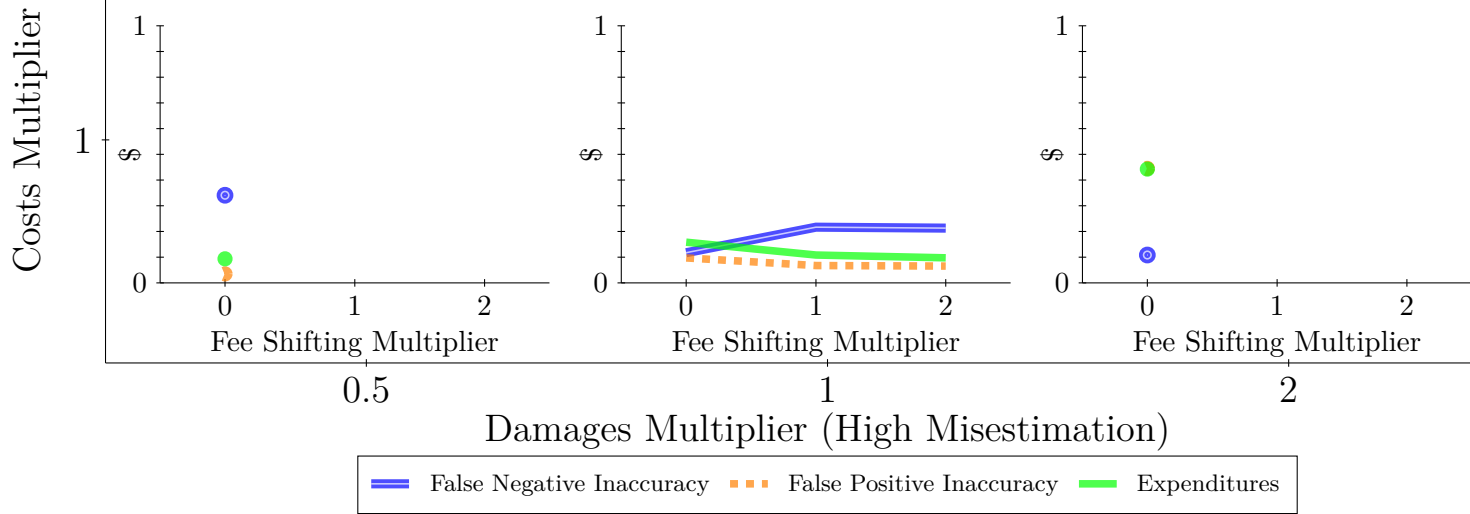 Costs Multiplier
1
1
$
0
0
1
2
Fee Shifting Multiplier
1
$
0
0
1
2
Fee Shifting Multiplier
1
$
0
0
1
2
Fee Shifting Multiplier
0.5
1
2
Damages Multiplier (High Misestimation)
False Negative Inaccuracy
False Positive Inaccuracy
Expenditures